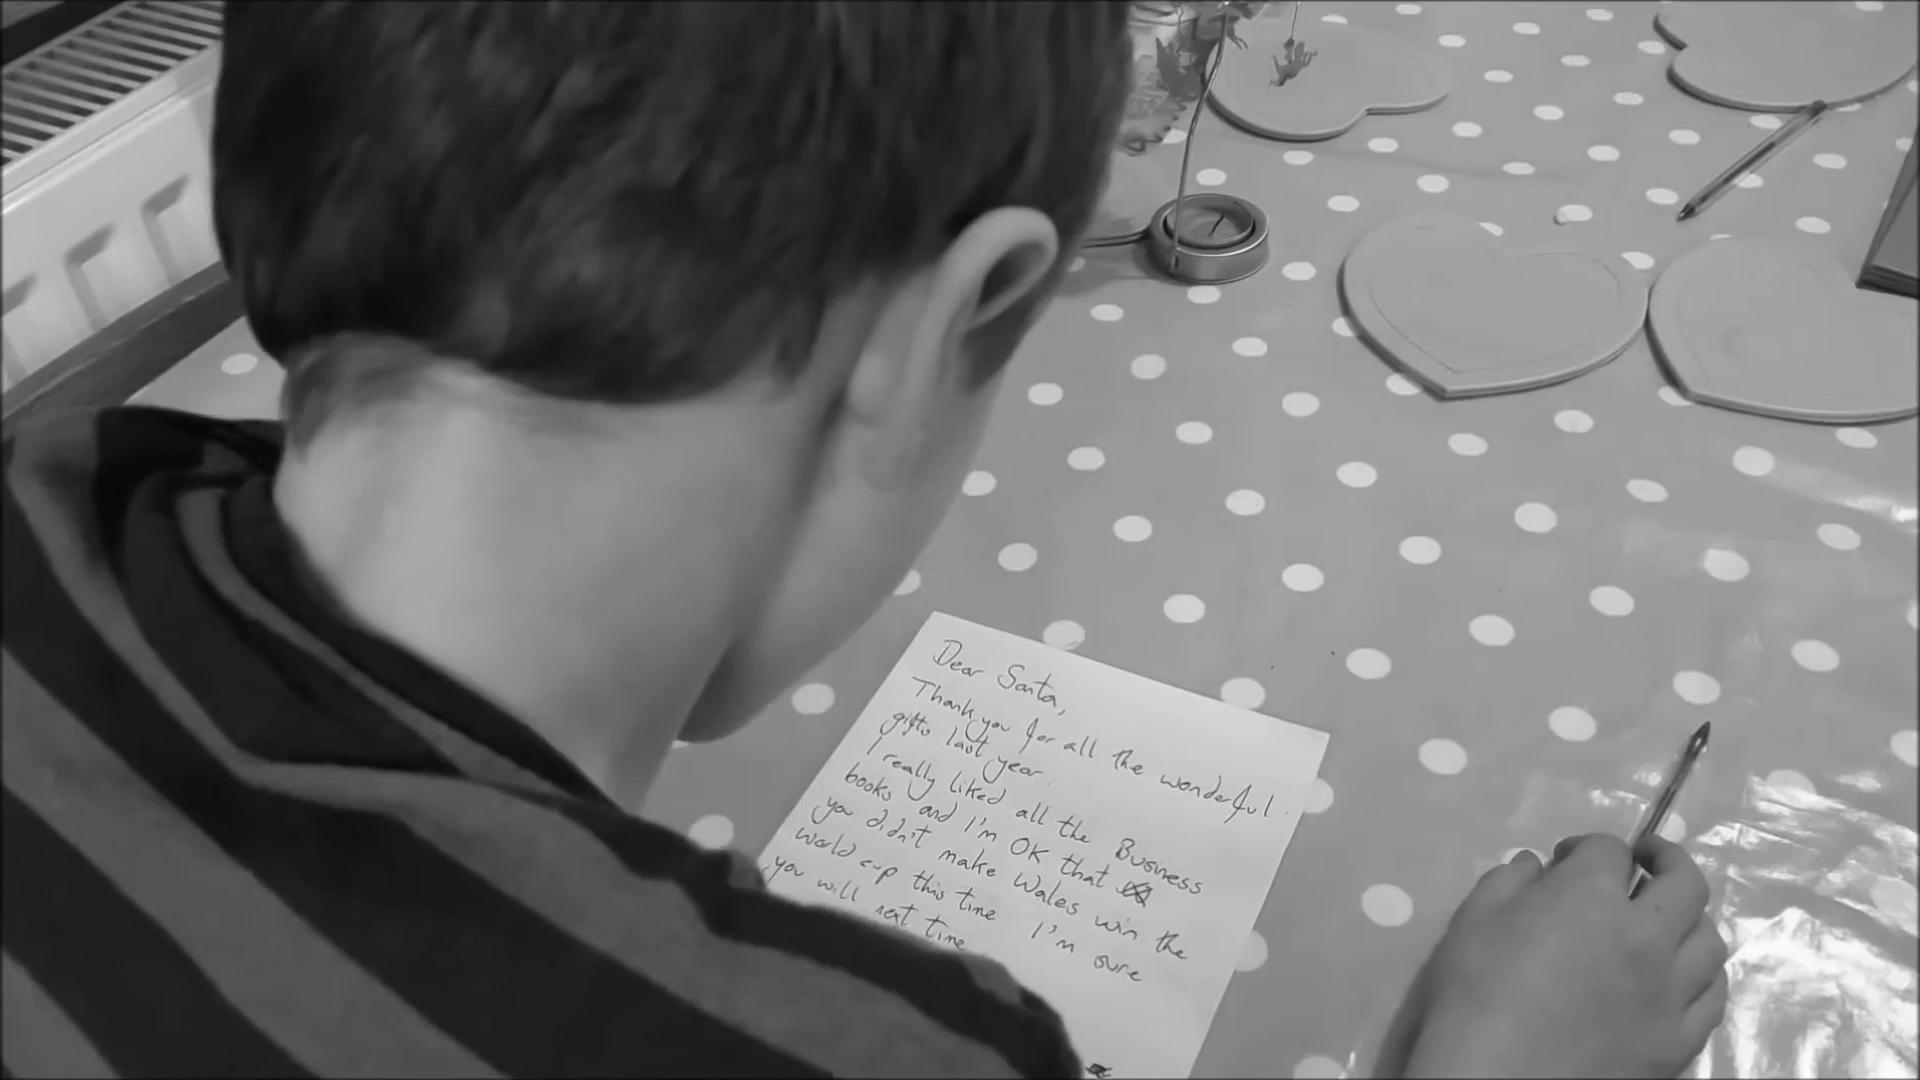 Dear Santa,
Thank you for all the wonderful
gifts last year.
I really liked all the Business
books and I'm OK that
you didn't make Wales win the
world cup this time I'm sure
you will next time